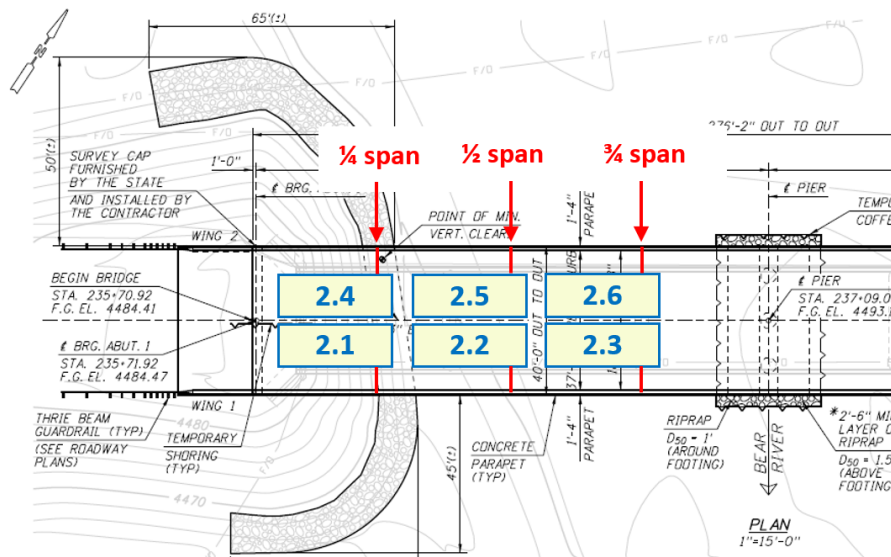 65'(±)
N
F/O
F/O
F/O
F/O
F/O
50'(±)
276'-2" OUT TO OUT
SURVEY CAP
FURNISHED
BY THE STATE
AND INSTALLED BY
THE CONTRACTOR
1'-0"
¼ span
½ span
¾ span
℄ BRG.
℄ PIER
1'-4"
PARAPET
WING 2
POINT OF MIN.
VERT. CLEAR
BEGIN BRIDGE
STA. 235+70.92
F.G. EL. 4484.41
2.4
2.5
2.6
40'-0" OUT TO OUT
℄ PIER
STA. 237+09.0
F.G. EL. 4493.
℄ BRG. ABUT. 1
STA. 235+71.92
F.G. EL. 4484.47
2.1
2.2
2.3
WING 1
THRIE BEAM
GUARDRAIL (TYP)
(SEE ROADWAY
PLANS)
4480
TEMPORARY
SHORING
(TYP)
4470
45'(±)
CONCRETE
PARAPET
(TYP)
1'-4"
PARAPET
RIPRAP
D50 = 1'
(AROUND
FOOTING)
BEAR
RIVER
*2'-6" MI
LAYER O
RIPRAP
D50 = 1.5
(ABOVE
FOOTING
PLAN
1"=15'-0"